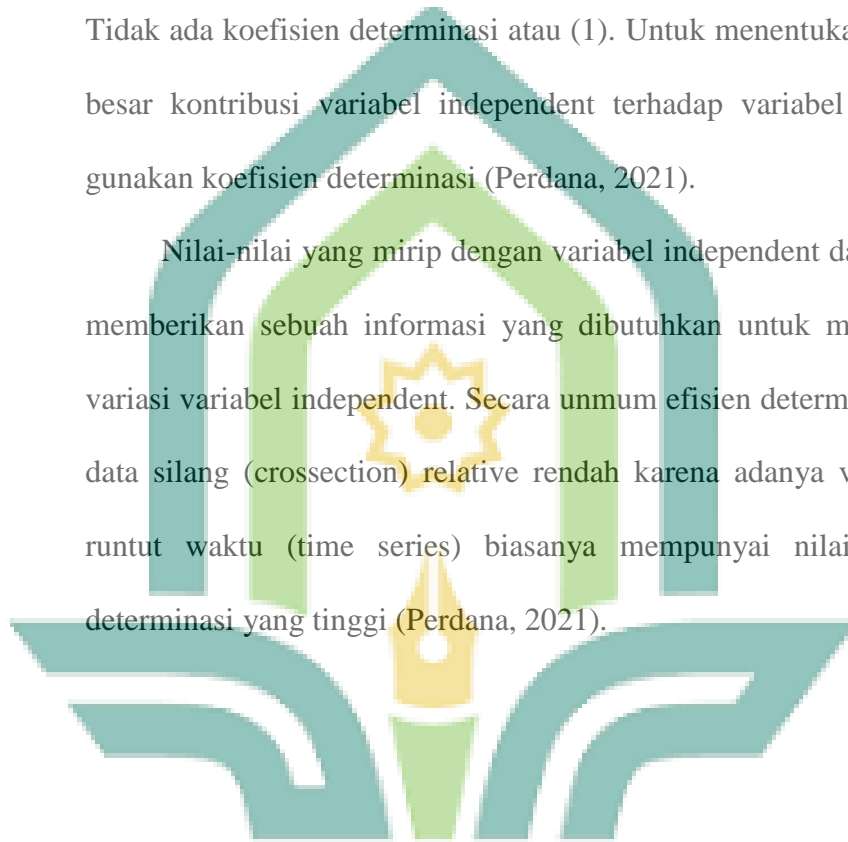 Tidak ada koefisien determinasi atau (1). Untuk menentuka
besar kontribusi variabel independent terhadap variabel
gunakan koefisien determinasi (Perdana, 2021).
Nilai-nilai yang mirip dengan variabel independent da
memberikan sebuah informasi yang dibutuhkan untuk m
variasi variabel independent. Secara unmum efisien determ
data silang (crossection) relative rendah karena adanya v
runtut waktu (time series) biasanya mempunyai nilai
determinasi yang tinggi (Perdana, 2021).